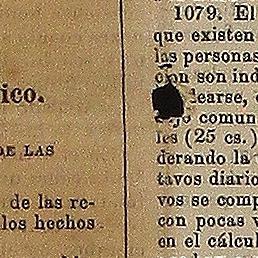 ico.
DE LAS
de las re-
los hechos
1079. El
que existen
las personas
son ind
earse, e
comun
les (25 cs.)
derando la
tavos diario
vos se comp
con pocas v
en el cálcul